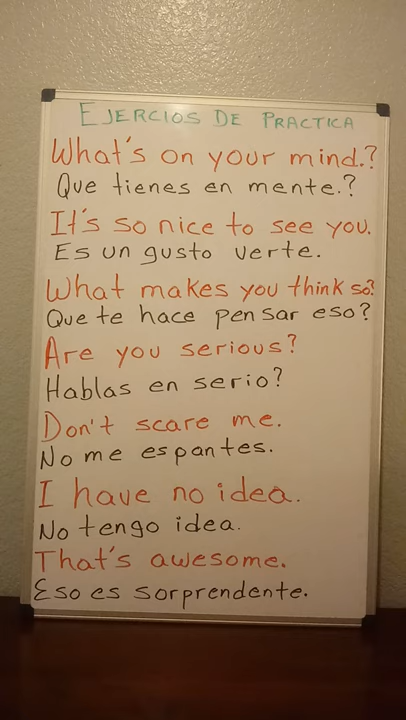 EJERCIOS DE PRACTICA
What's on your mind.?
Que tienes en mente.?
It's so nice to see you.
Es un gusto verte.
What makes you think so?
Que te hace pensar eso?
Are you serious?
Hablas en serio?
Don't scare me.
No me espantes.
I have no idea.
No tengo idea.
That's awesome.
Eso es sorprendente.